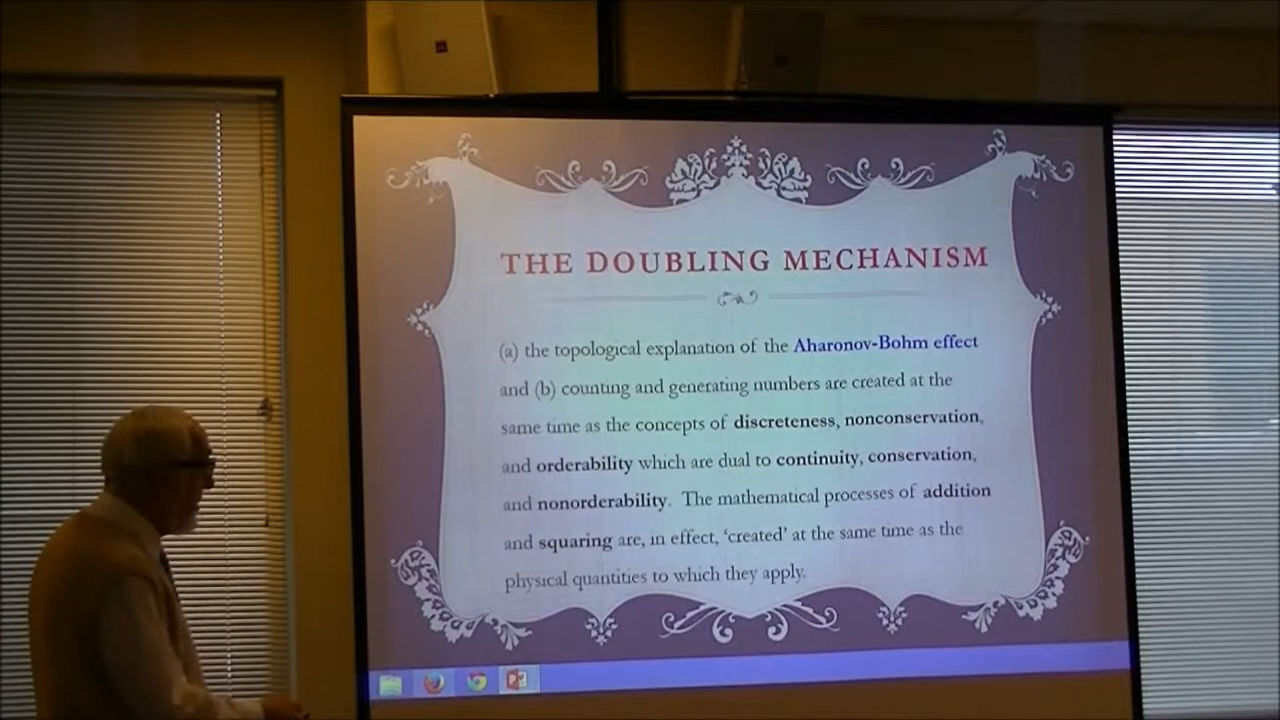 THE DOUBLING MECHANISM
(a) the topological explanation of the Aharonov-Bohm effect
and (b) counting and generating numbers are created at the
same time as the concepts of discreteness, nonconservation,
and orderability which are dual to continuity, conservation,
and nonorderability. The mathematical processes of addition
and squaring are, in effect, 'created' at the same time as the
physical quantities to which they apply.